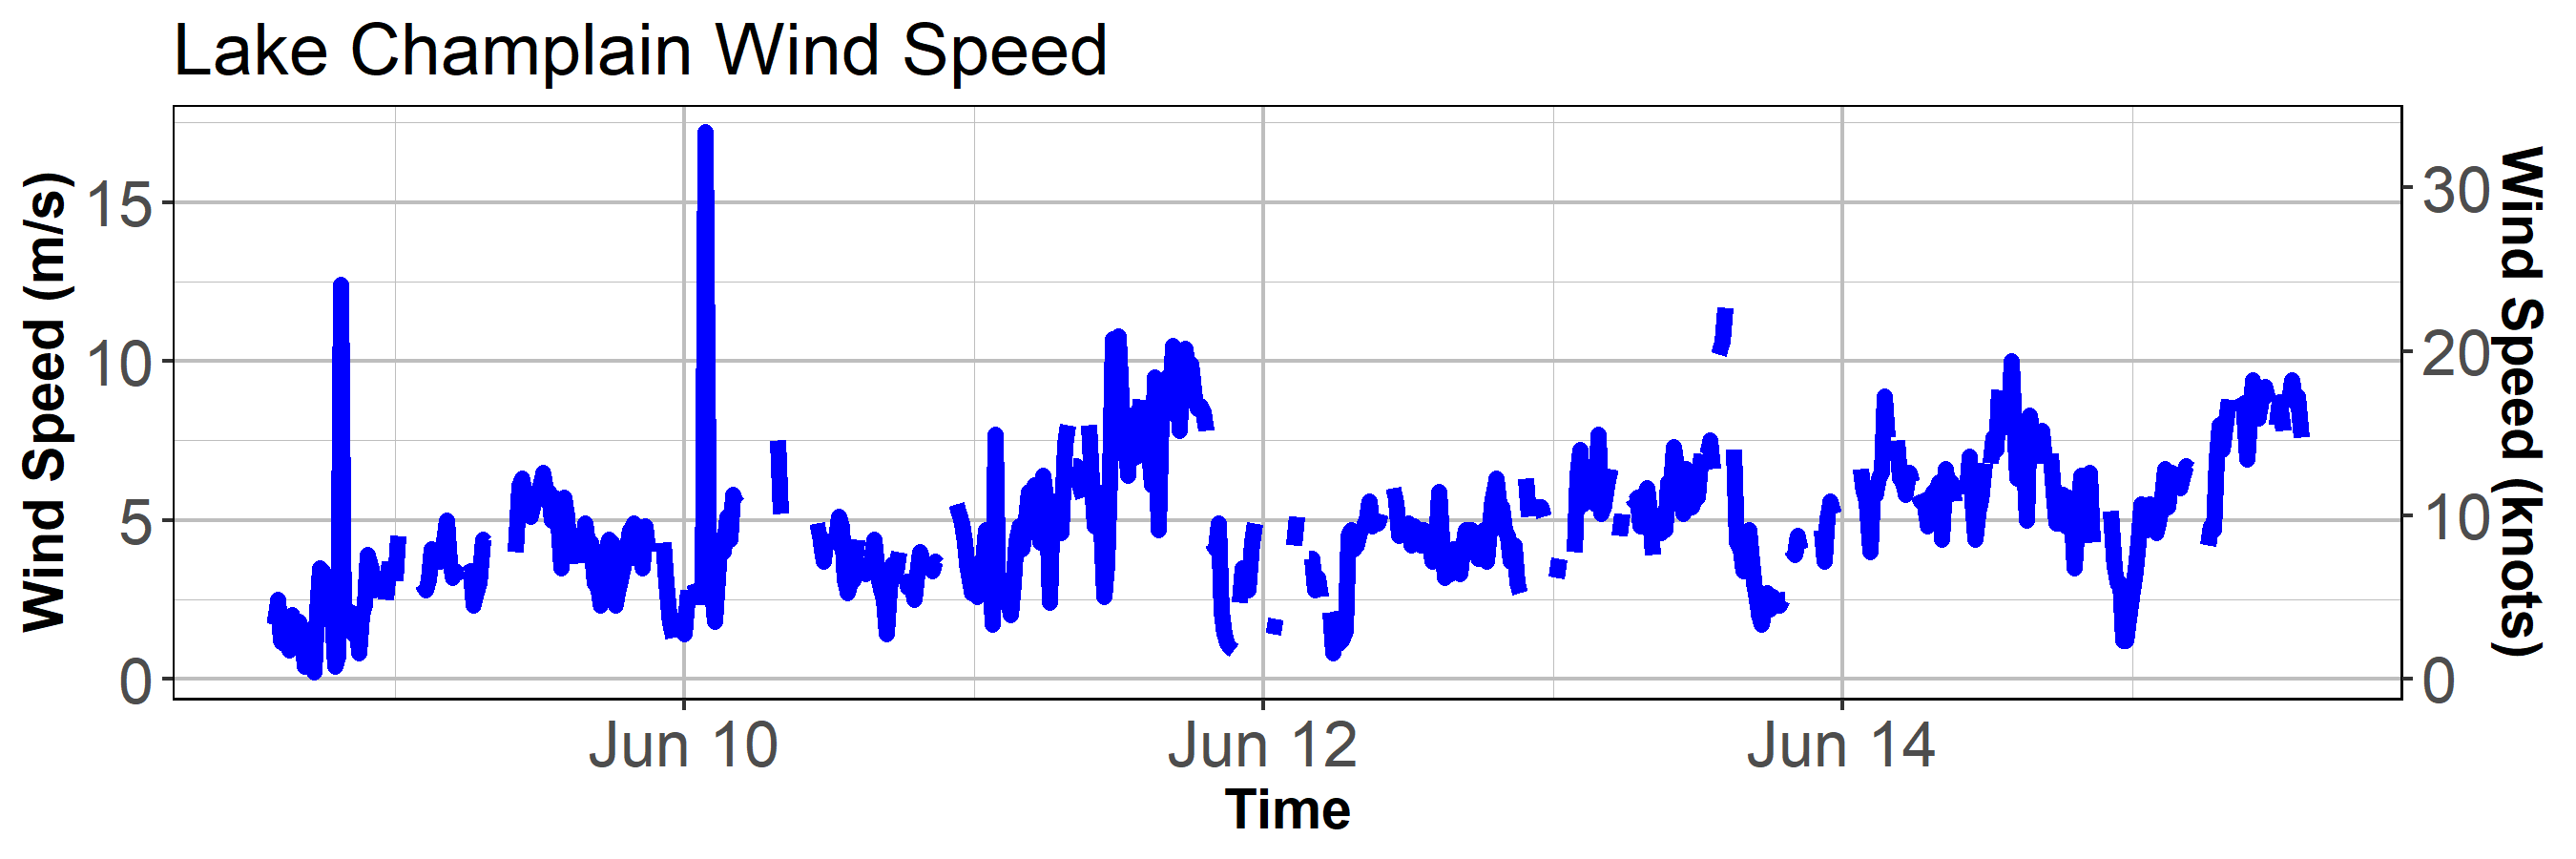 Lake Champlain Wind Speed
Wind Speed (m/s)
15
10
5
0
30
20
10
0
Wind Speed (knots)
Jun 10
Jun 12
Jun 14
Time